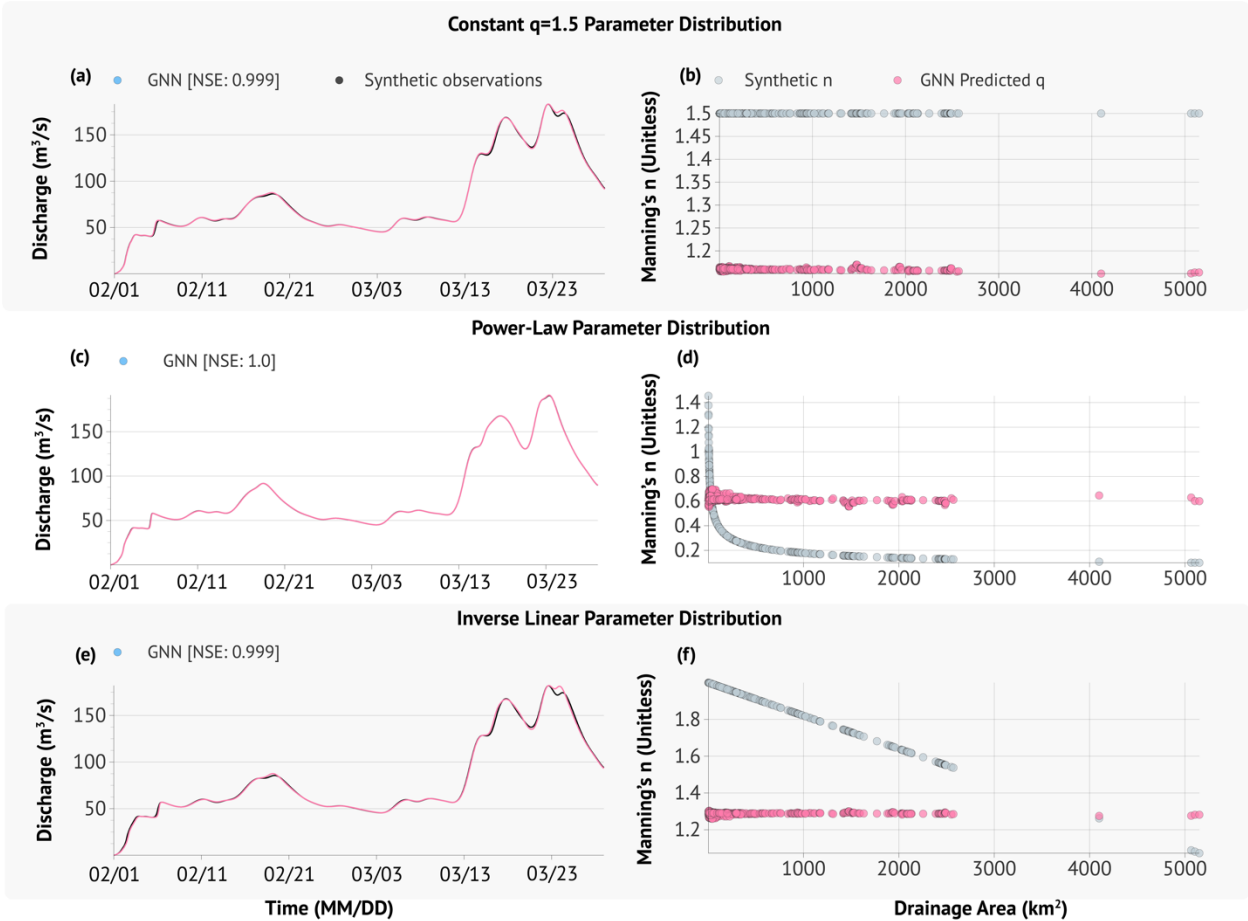 Constant q=1.5 Parameter Distribution
(a) GNN [NSE: 0.999] Synthetic observations
(b) Synthetic n GNN Predicted q
Discharge (m³/s)
150
100
50
02/01 02/11 02/21 03/03 03/13 03/23
Manning's n (Unitless)
1.5
1.45
1.4
1.35
1.3
1.25
1.2
1000 2000 3000 4000 5000
Power-Law Parameter Distribution
(c) GNN [NSE: 1.0]
(d)
Discharge (m³/s)
150
100
50
02/01 02/11 02/21 03/03 03/13 03/23
Manning's n (Unitless)
1.4
1.2
1
0.8
0.6
0.4
0.2
1000 2000 3000 4000 5000
Inverse Linear Parameter Distribution
(e) GNN [NSE: 0.999]
(f)
Discharge (m³/s)
150
100
50
02/01 02/11 02/21 03/03 03/13 03/23
Time (MM/DD)
Manning's n (Unitless)
1.8
1.6
1.4
1.2
1000 2000 3000 4000 5000
Drainage Area (km²)